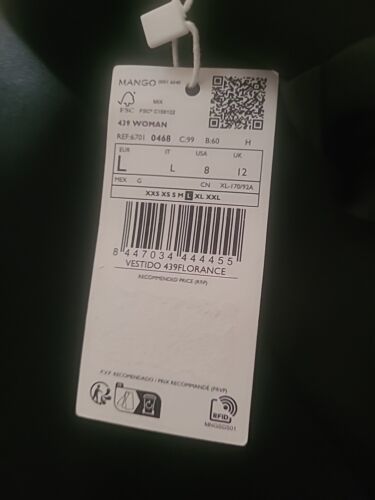 MANGO
MIX
FSC FSC® C158103
439 WOMAN
REF:6701 0468 C:99 B:60 H
EUR IT USA UK
L L 8 12
MEX G CN XL-170/92A
XXS XS S M L XL XXL
8 447034 444455
VESTIDO 439FLORANCE
RECOMMENDED PRICE (RRP)
P.V.P RECOMENDADO / PRIX RECOMMANDÉ (PRVP)
RFID